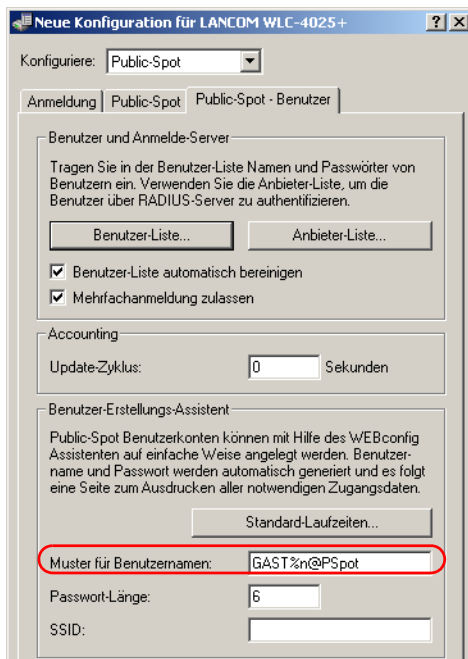 Neue Konfiguration für LANCOM WLC-4025+
Konfiguriere: Public-Spot
Anmeldung Public-Spot Public-Spot - Benutzer
Benutzer und Anmelde-Server
Tragen Sie in der Benutzer-Liste Namen und Passwörter von
Benutzern ein. Verwenden Sie die Anbieter-Liste, um die
Benutzer über RADIUS-Server zu authentifizieren.
Benutzer-Liste... Anbieter-Liste...
Benutzer-Liste automatisch bereinigen
Mehrfachanmeldung zulassen
Accounting
Update-Zyklus: 0 Sekunden
Benutzer-Erstellungs-Assistent
Public-Spot Benutzerkonten können mit Hilfe des WEBconfig
Assistenten auf einfache Weise angelegt werden. Benutzer-
name und Passwort werden automatisch generiert und es folgt
eine Seite zum Ausdrucken aller notwendigen Zugangsdaten.
Standard-Laufzeiten...
Muster für Benutzernamen: GAST%n@PSpot
Passwort-Länge: 6
SSID: